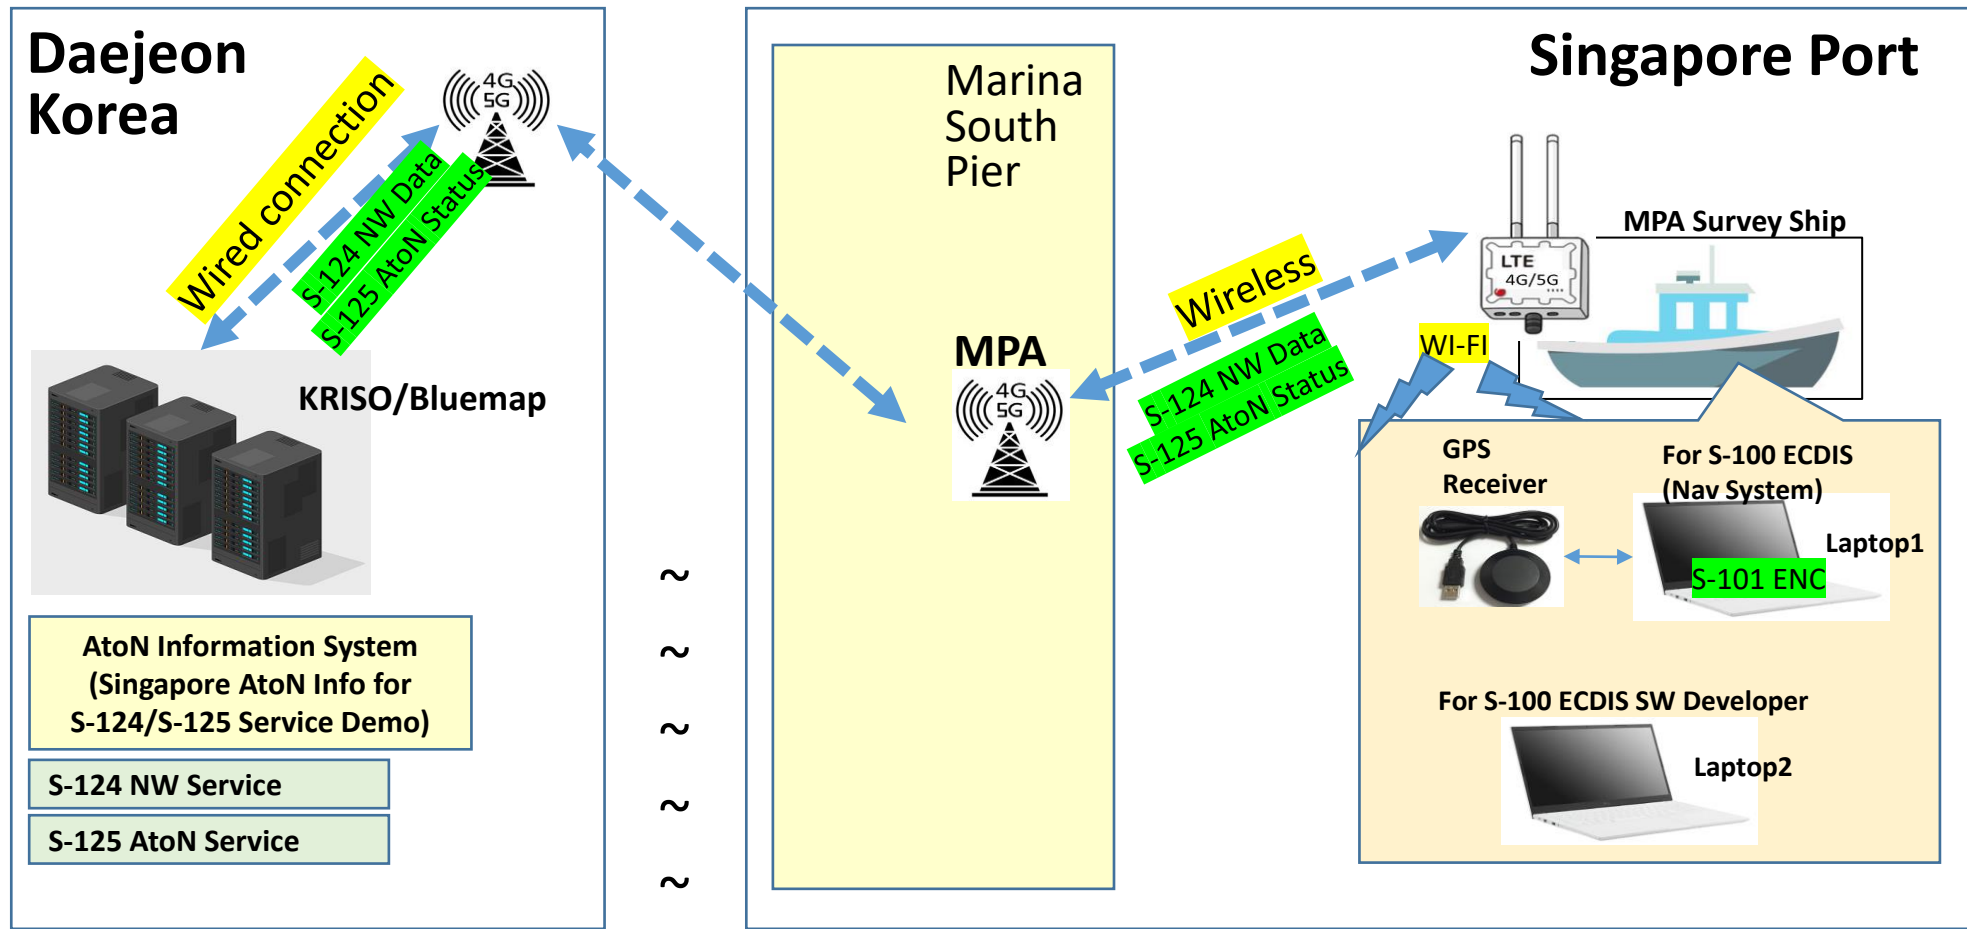 Daejeon
Korea
4G
5G
Wired connection
S-124 NW Data
S-125 AtoN Status
KRISO/Bluemap
AtoN Information System
(Singapore AtoN Info for
S-124/S-125 Service Demo)
S-124 NW Service
S-125 AtoN Service
~
~
~
~
~
Singapore Port
Marina
South
Pier
MPA
4G
5G
Wireless
S-124 NW Data
S-125 AtoN Status
LTE
4G/5G
MPA Survey Ship
WI-FI
GPS
Receiver
For S-100 ECDIS
(Nav System)
Laptop1
S-101 ENC
For S-100 ECDIS SW Developer
Laptop2